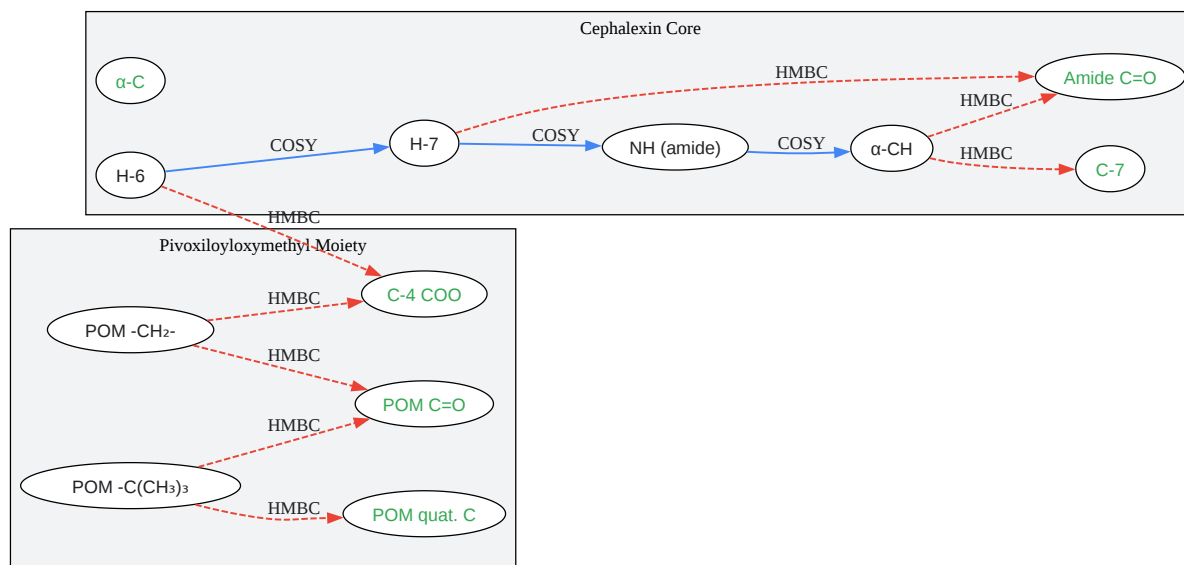 Cephalexin Core
α-C
HMBC
Amide C=O
HMBC
COSY
H-7
COSY
NH (amide)
COSY
α-CH
HMBC
C-7
H-6
HMBC
Pivoxiloyloxymethyl Moiety
C-4 COO
HMBC
POM -CH₂-
HMBC
POM C=O
HMBC
POM -C(CH₃)₃
HMBC
POM quat. C